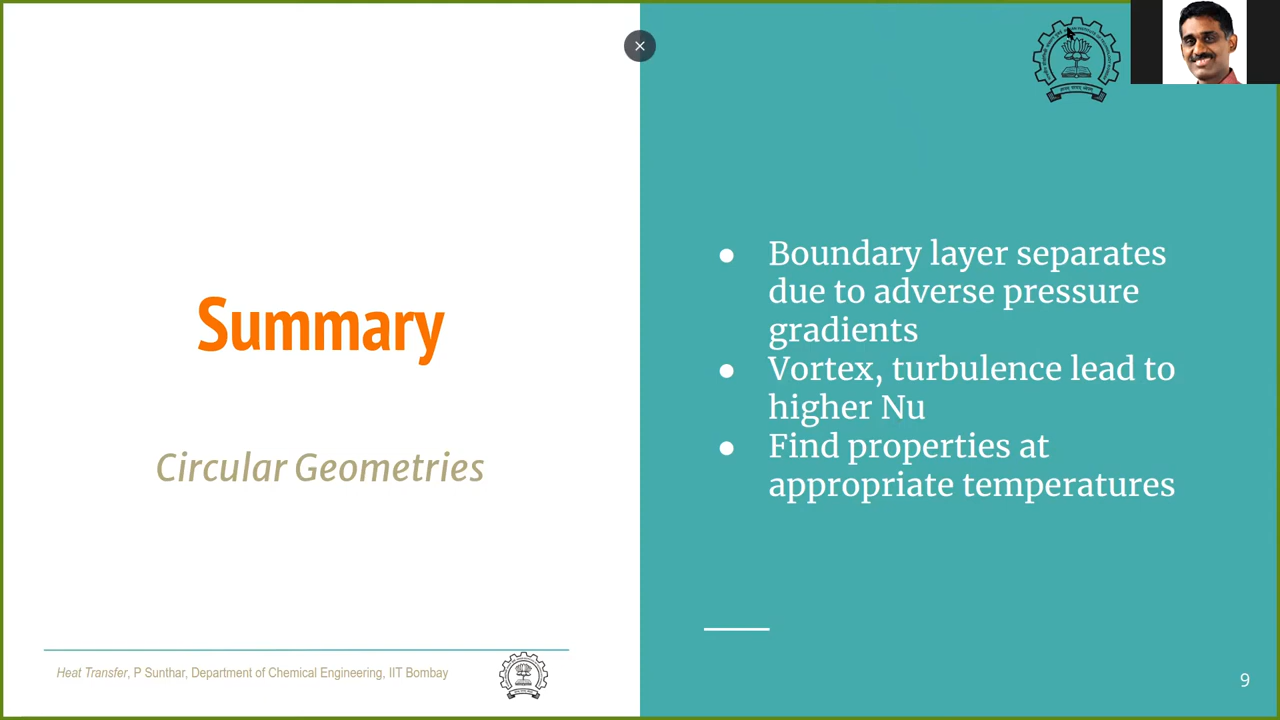 Summary
Circular Geometries
Heat Transfer, P Sunthar, Department of Chemical Engineering, IIT Bombay
● Boundary layer separates
due to adverse pressure
gradients
● Vortex, turbulence lead to
higher Nu
● Find properties at
appropriate temperatures
9